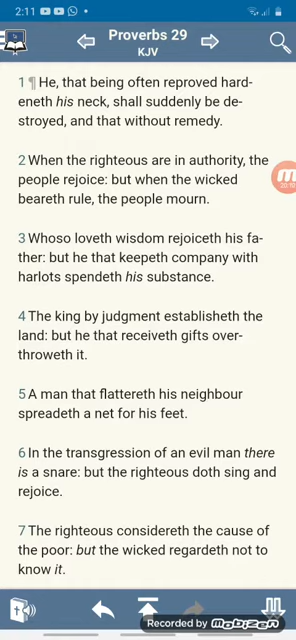 2:11
Proverbs 29
KJV
1 ¶ He, that being often reproved hard-
eneth his neck, shall suddenly be de-
stroyed, and that without remedy.
2 When the righteous are in authority, the
people rejoice: but when the wicked
beareth rule, the people mourn.
3 Whoso loveth wisdom rejoiceth his fa-
ther: but he that keepeth company with
harlots spendeth his substance.
4 The king by judgment establisheth the
land: but he that receiveth gifts over-
throweth it.
5 A man that flattereth his neighbour
spreadeth a net for his feet.
6 In the transgression of an evil man there
is a snare: but the righteous doth sing and
rejoice.
7 The righteous considereth the cause of
the poor: but the wicked regardeth not to
know it.
Recorded by Mobizen